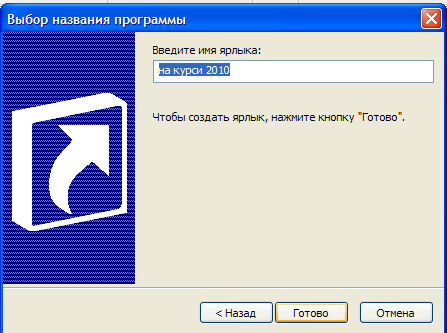 Выбор названия программы
Введите имя ярлыка:
на курси 2010
Чтобы создать ярлык, нажмите кнопку "Готово".
< Назад
Готово
Отмена